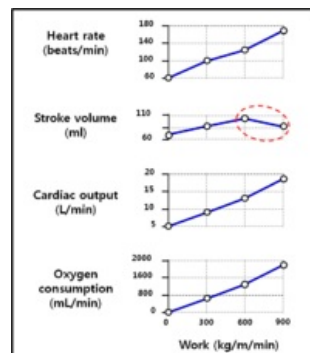 Heart rate
(beats/min)
180
140
100
60
Stroke volume
(ml)
110
60
Cardiac output
(L/min)
20
15
10
5
Oxygen
consumption
(mL/min)
2000
1600
800
0
0 300 600 900
Work (kg/m/min)